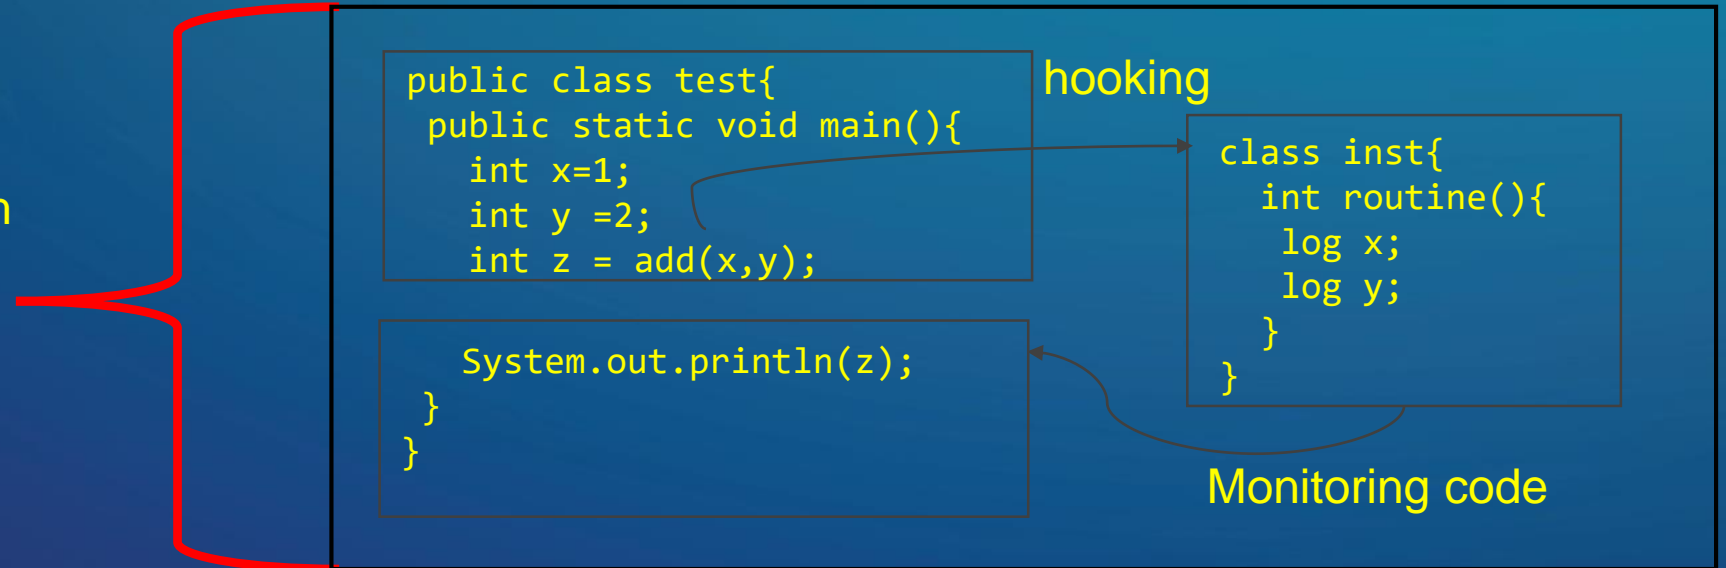 public class test{
public static void main(){
int x=1;
int y =2;
int z = add(x,y);
hooking
class inst{
int routine(){
log x;
log y;
}
}
System.out.println(z);
}
}
Monitoring code